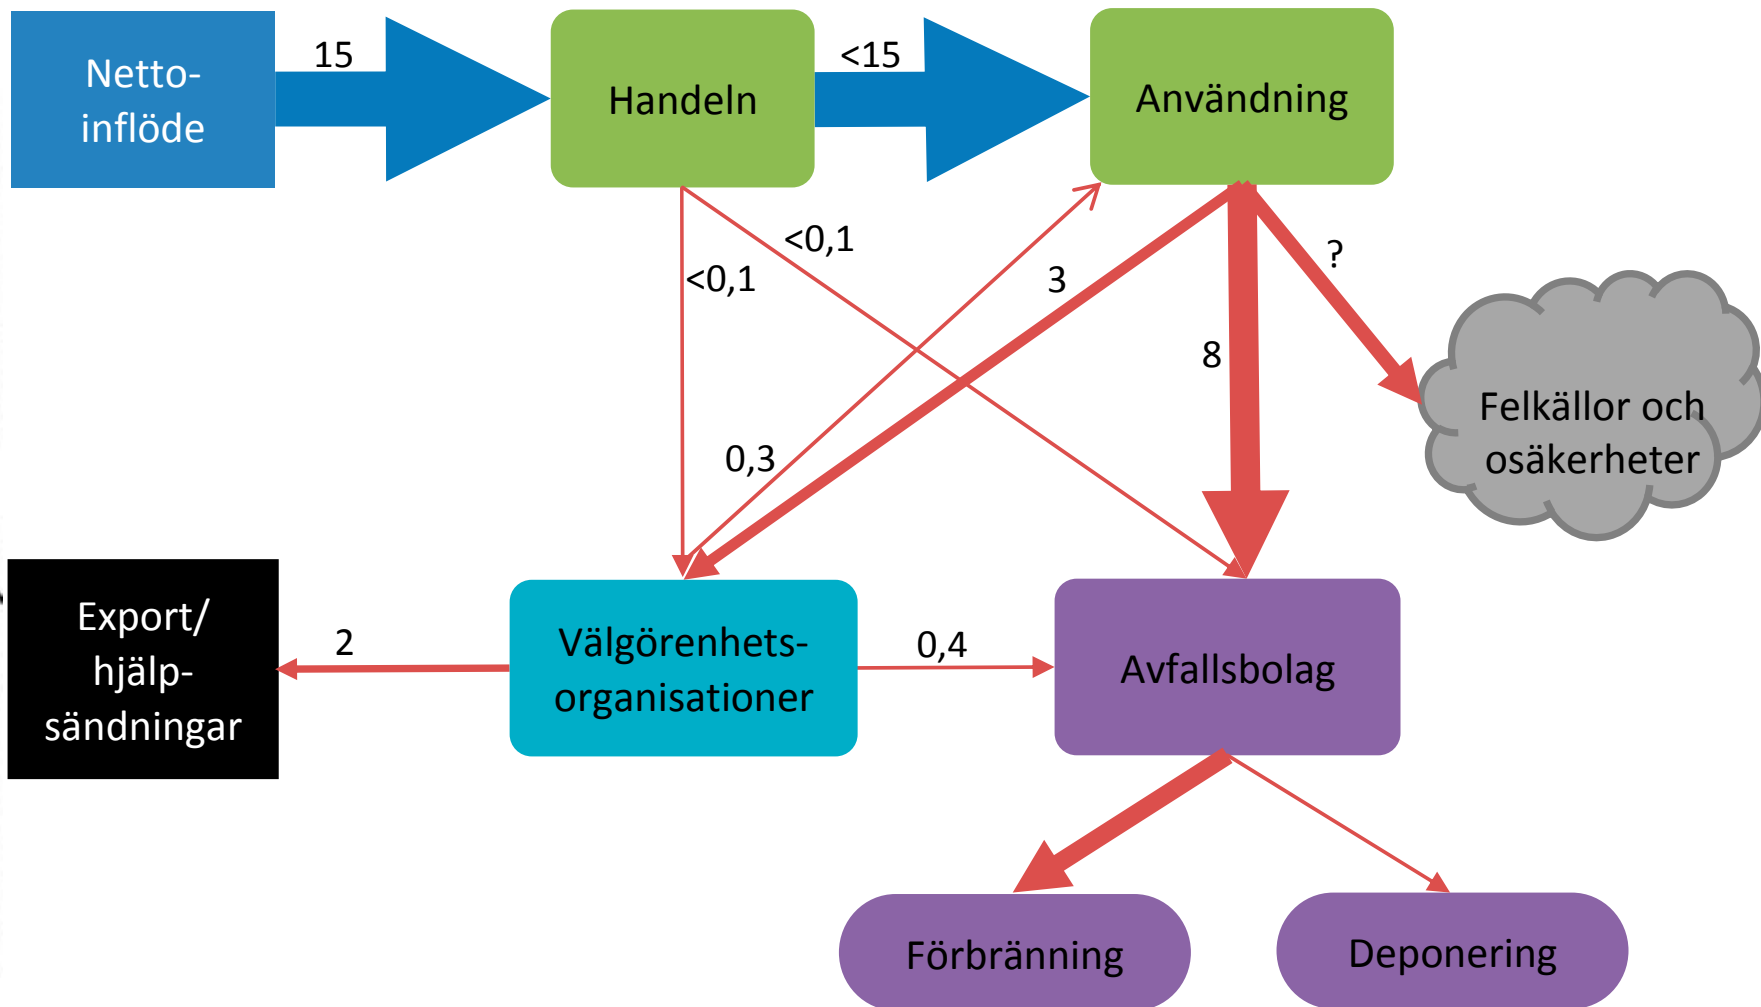 Netto-
inflöde
15
Handeln
<15
Användning
<0,1
<0,1
3
?
8
0,3
Felkällor och
osäkerheter
Export/
hjälp-
sändningar
2
Välgörenhets-
organisationer
0,4
Avfallsbolag
Förbränning
Deponering